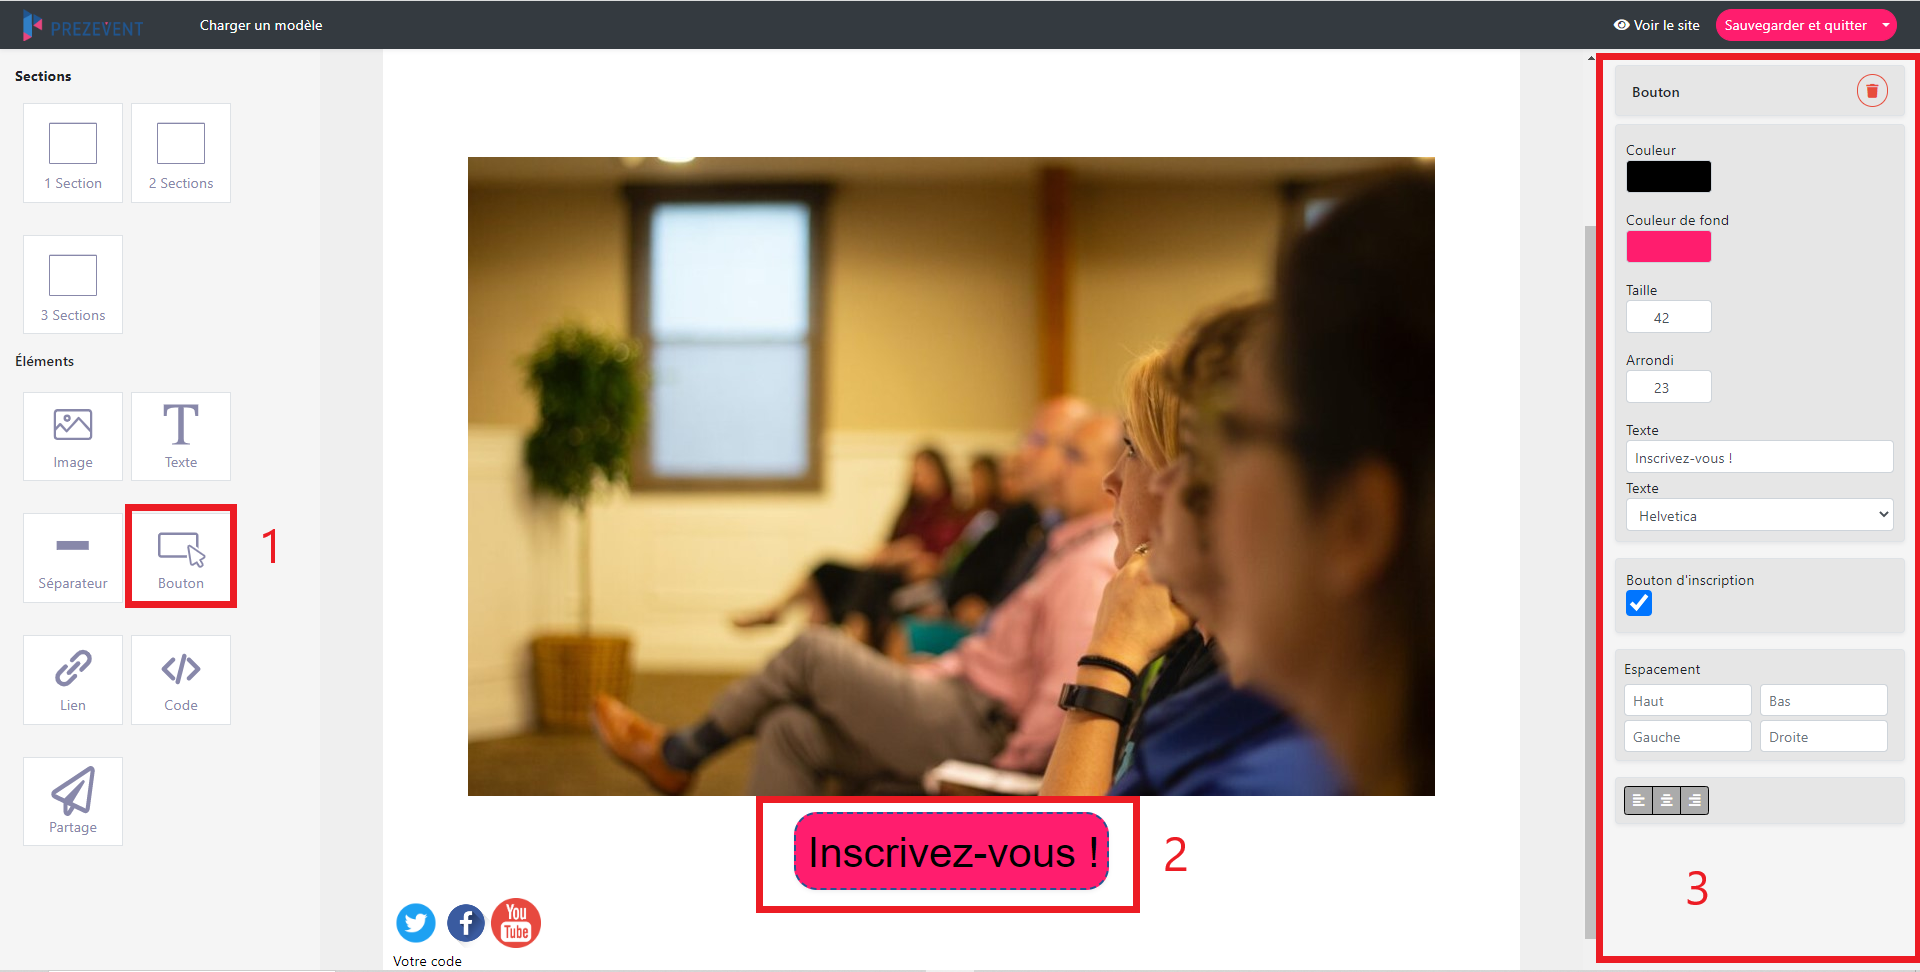 PREZEVENT
Charger un modèle
Voir le site
Sauvegarder et quitter
Sections
1 Section
2 Sections
3 Sections
Éléments
Image
Texte
Séparateur
Bouton
1
Lien
Code
Partage
Inscrivez-vous !
2
You
Tube
Votre code
Bouton
Couleur
Couleur de fond
Taille
42
Arrondi
23
Texte
Inscrivez-vous !
Texte
Helvetica
Bouton d'inscription
Espacement
Haut
Bas
Gauche
Droite
3